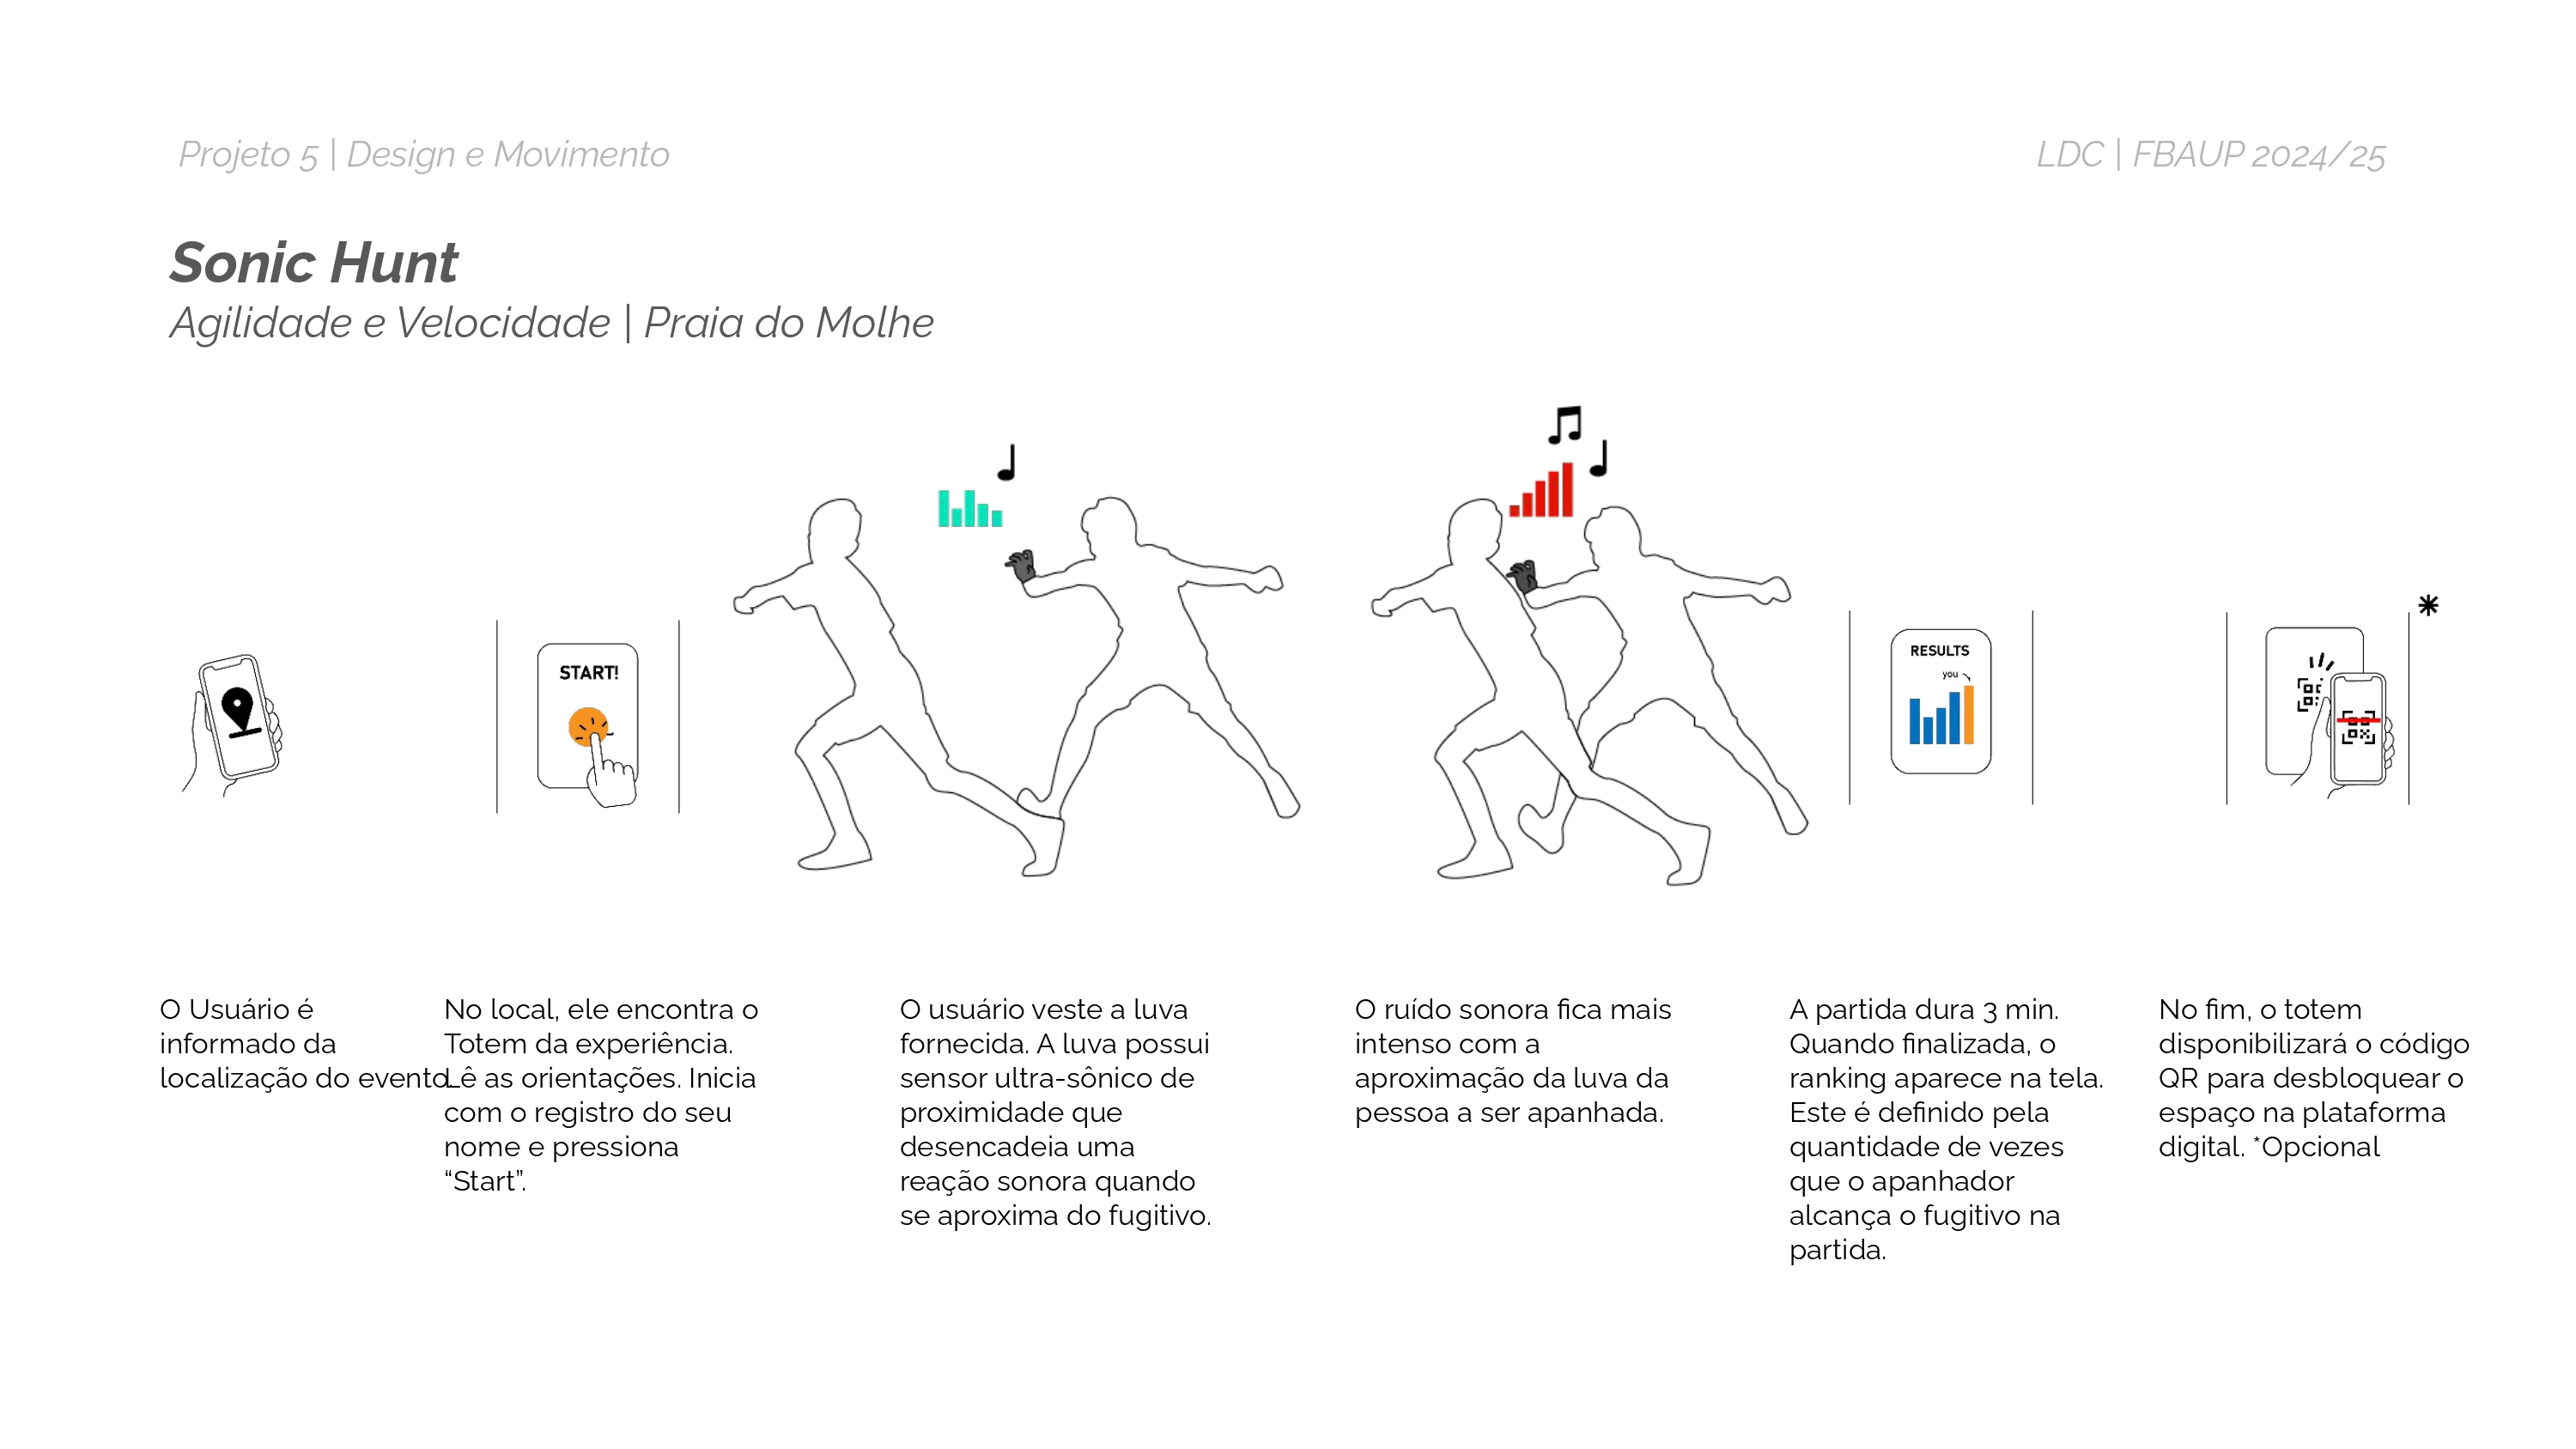 Projeto 5 | Design e Movimento
LDC | FBAUP 2024/25
Sonic Hunt
Agilidade e Velocidade | Praia do Molhe
START!
RESULTS
you
O Usuário é
informado da
localização do evento.
No local, ele encontra o
Totem da experiência.
Lê as orientações. Inicia
com o registro do seu
nome e pressiona
“Start”.
O usuário veste a luva
fornecida. A luva possui
sensor ultra-sônico de
proximidade que
desencadeia uma
reação sonora quando
se aproxima do fugitivo.
O ruído sonora fica mais
intenso com a
aproximação da luva da
pessoa a ser apanhada.
A partida dura 3 min.
Quando finalizada, o
ranking aparece na tela.
Este é definido pela
quantidade de vezes
que o apanhador
alcança o fugitivo na
partida.
No fim, o totem
disponibilizará o código
QR para desbloquear o
espaço na plataforma
digital. *Opcional